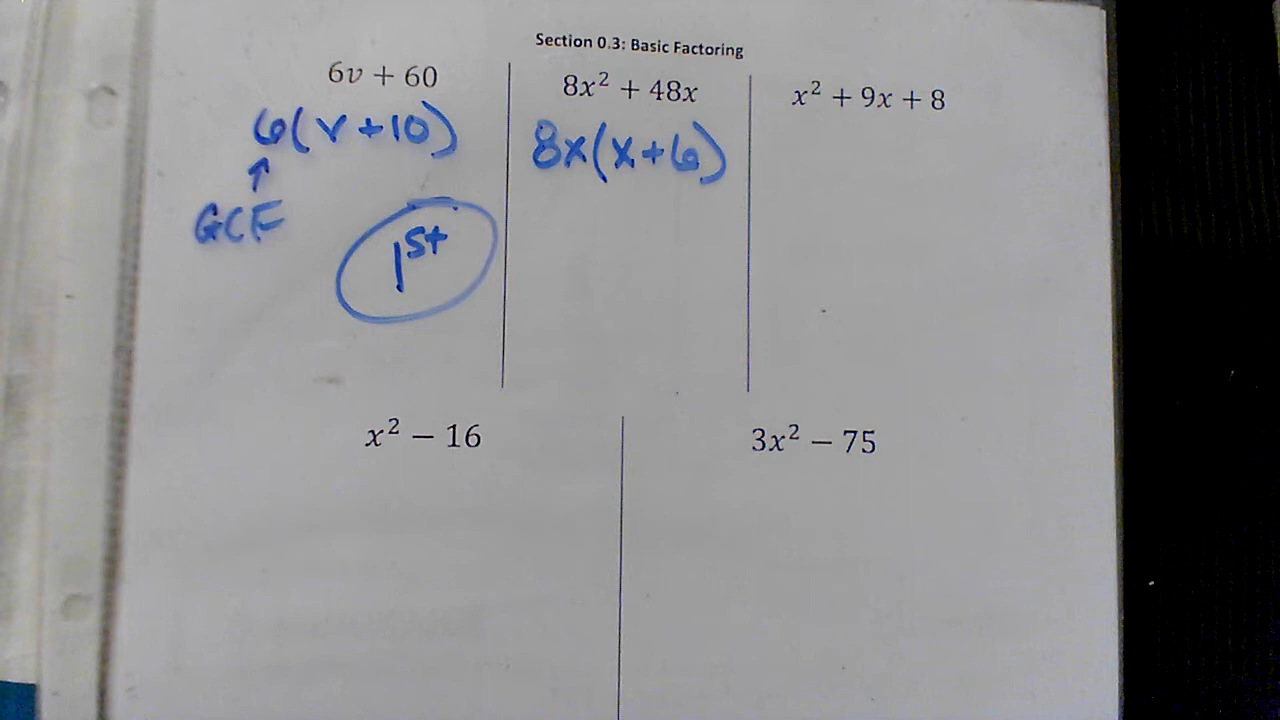 Section 0.3: Basic Factoring
6v + 60
6(v+10)
GCF
1st
8x² + 48x
8x(x+6)
x² + 9x + 8
x² − 16
3x² − 75